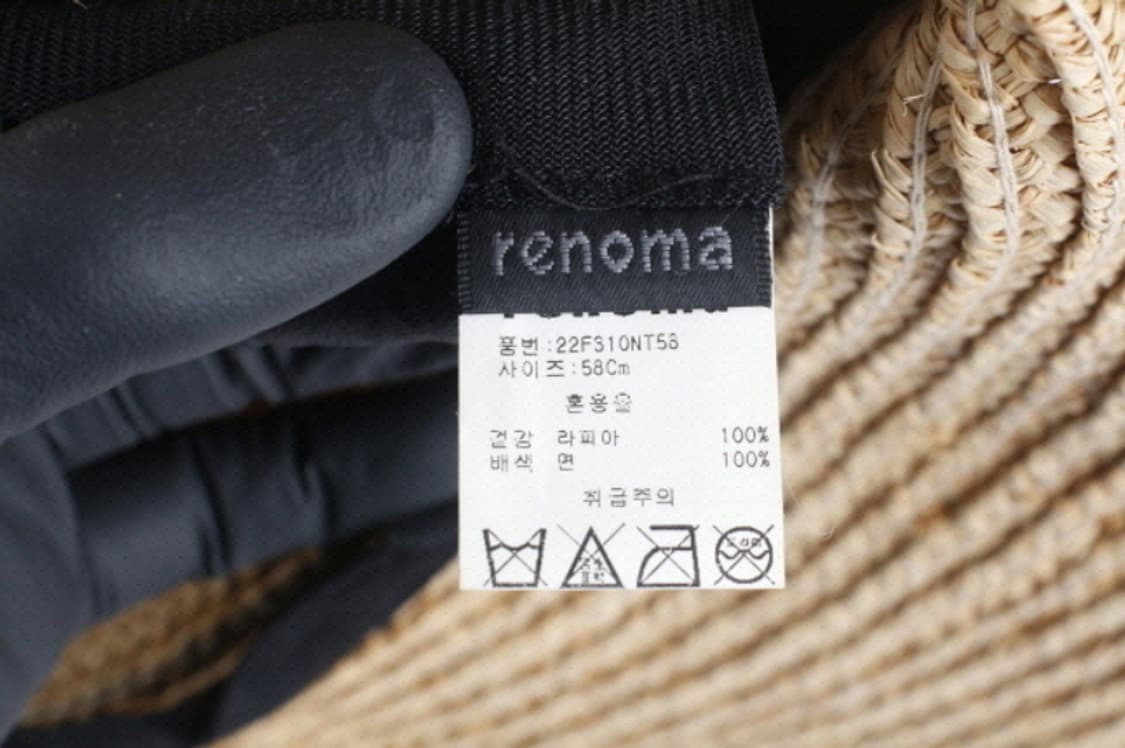 renoma
품번:22FS10NT58
사이즈:58Cm
혼용율
겉감 라피아 100%
배색 면 100%
취급주의